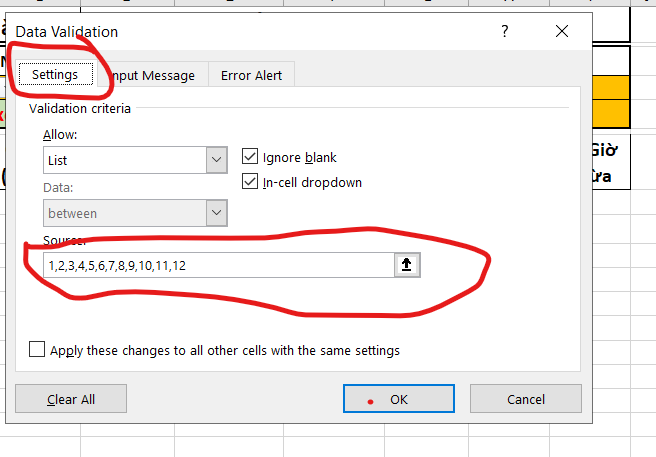 Data Validation ? ×
Settings Input Message Error Alert
Validation criteria
Allow:
List
Ignore blank
In-cell dropdown
Data:
between
Source:
1,2,3,4,5,6,7,8,9,10,11,12
Apply these changes to all other cells with the same settings
Clear All OK Cancel
Giờ